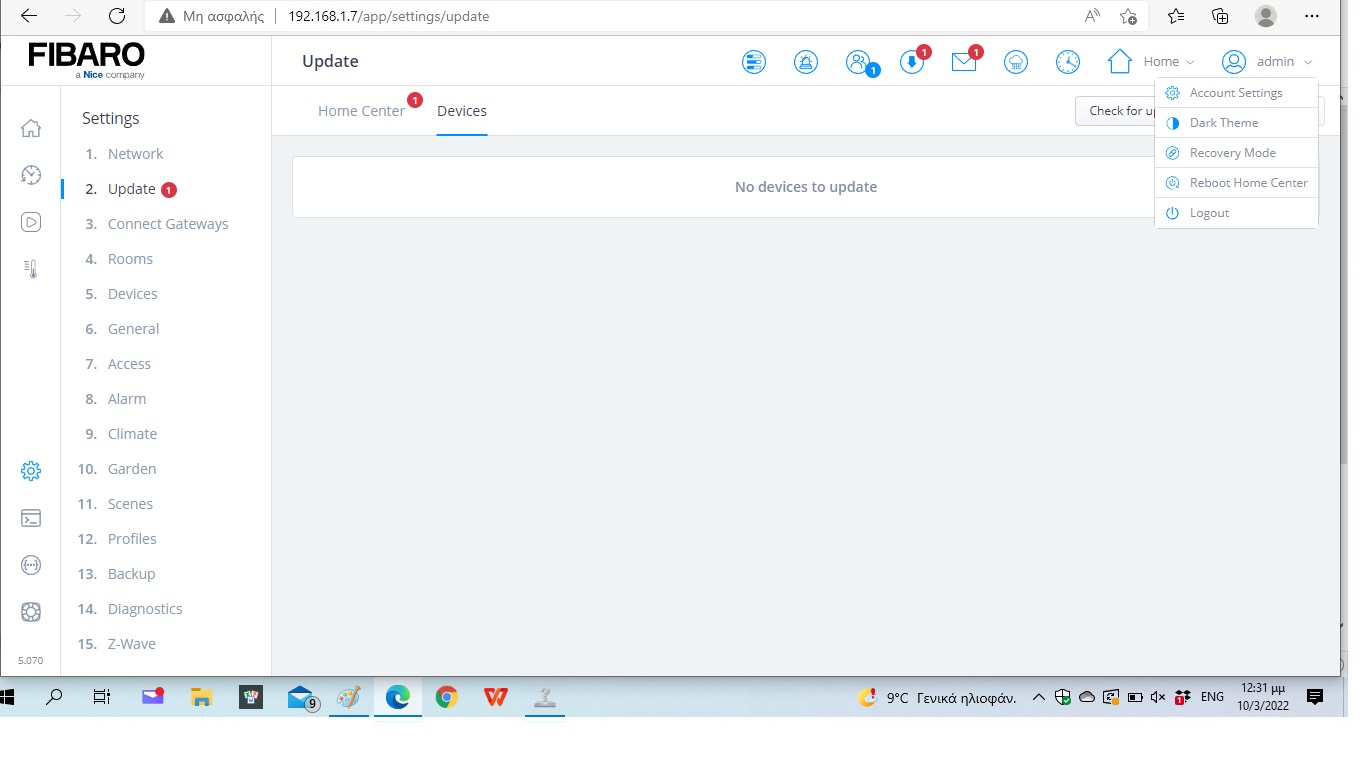 Μη ασφαλής
192.168.1.7/app/settings/update
FIBARO
a Nice company
Update
1
1
1
Home
admin
Home Center
1
Devices
Check for up
Account Settings
Dark Theme
Recovery Mode
Reboot Home Center
Logout
Settings
1. Network
2. Update 1
3. Connect Gateways
4. Rooms
5. Devices
6. General
7. Access
8. Alarm
9. Climate
10. Garden
11. Scenes
12. Profiles
13. Backup
14. Diagnostics
15. Z-Wave
No devices to update
5.070
9
9°C Γενικά ηλιοφάν.
1
ENG
12:31 μμ
10/3/2022